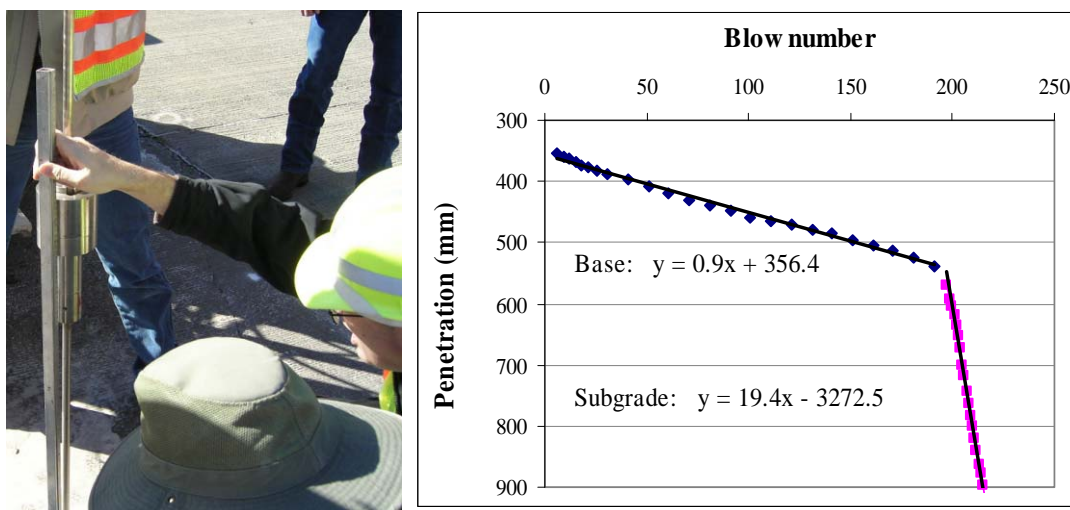 Blow number
0 50 100 150 200 250
300
400
500
600
700
800
900
Penetration (mm)
Base: y = 0.9x + 356.4
Subgrade: y = 19.4x - 3272.5